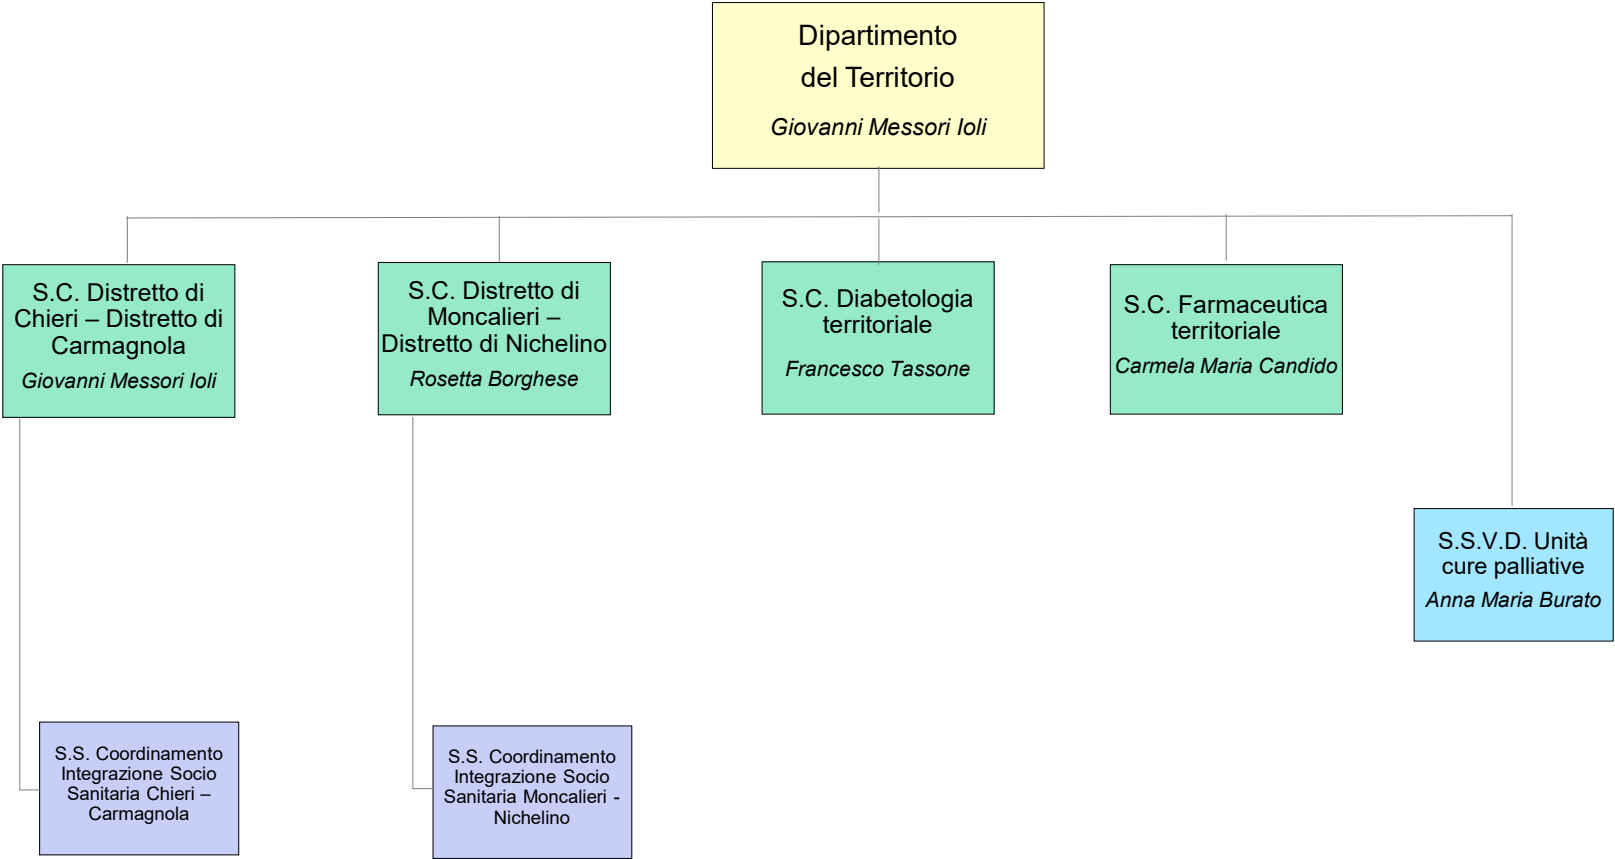 Dipartimento
del Territorio
Giovanni Messori Ioli
S.C. Distretto di
Chieri – Distretto di
Carmagnola
Giovanni Messori Ioli
S.C. Distretto di
Moncalieri –
Distretto di Nichelino
Rosetta Borghese
S.C. Diabetologia
territoriale
Francesco Tassone
S.C. Farmaceutica
territoriale
Carmela Maria Candido
S.S.V.D. Unità
cure palliative
Anna Maria Burato
S.S. Coordinamento
Integrazione Socio
Sanitaria Chieri –
Carmagnola
S.S. Coordinamento
Integrazione Socio
Sanitaria Moncalieri -
Nichelino